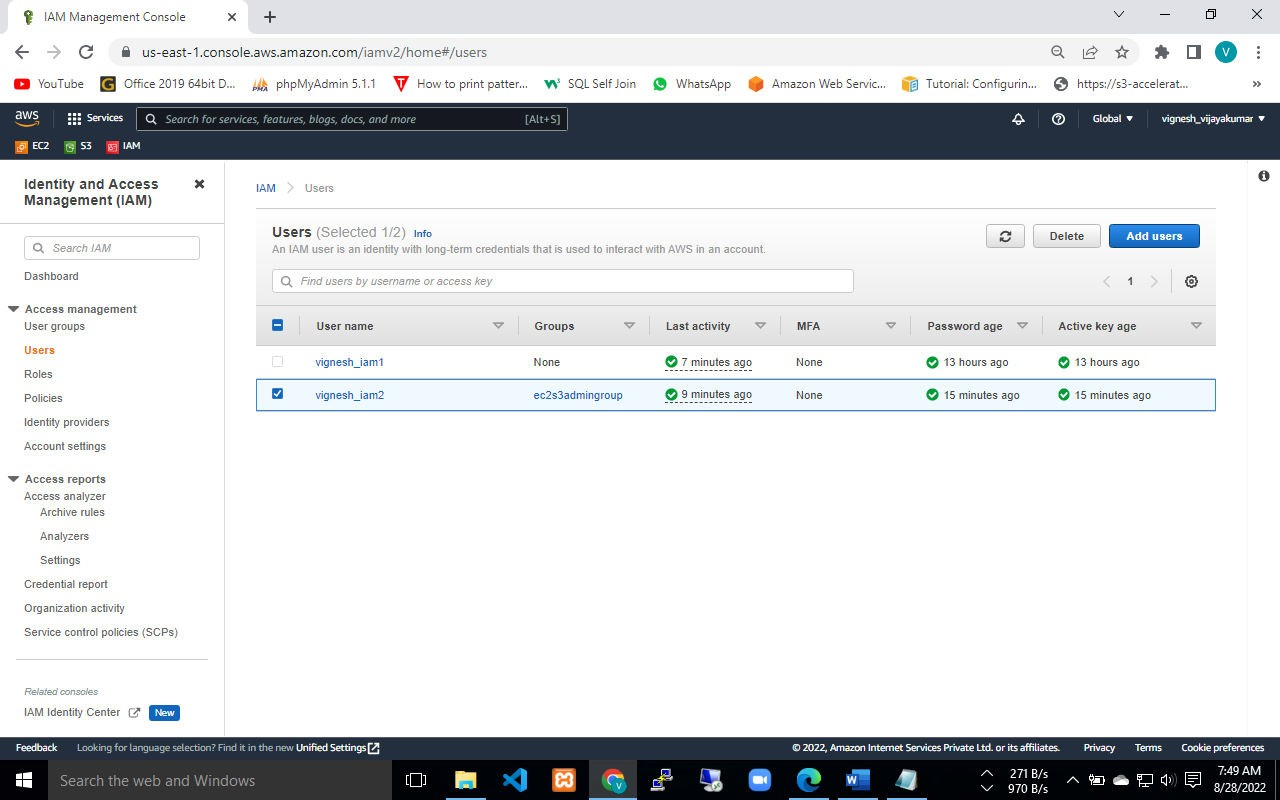 IAM Management Console
us-east-1.console.aws.amazon.com/iamv2/home#/users
V
YouTube
Office 2019 64bit D...
phpMyAdmin 5.1.1
How to print patter...
SQL Self Join
WhatsApp
Amazon Web Servic...
Tutorial: Configurin...
https://s3-accelerat...
aws
Services
Search for services, features, blogs, docs, and more
[Alt+S]
Global
vignesh_vijayakumar
EC2
S3
IAM
Identity and Access
Management (IAM)
Search IAM
Dashboard
Access management
User groups
Users
Roles
Policies
Identity providers
Account settings
Access reports
Access analyzer
Archive rules
Analyzers
Settings
Credential report
Organization activity
Service control policies (SCPs)
Related consoles
IAM Identity Center New
IAM > Users
Users (Selected 1/2) Info
An IAM user is an identity with long-term credentials that is used to interact with AWS in an account.
Delete
Add users
Find users by username or access key
1
User name Groups Last activity MFA Password age Active key age
vignesh_iam1 None 7 minutes ago None 13 hours ago 13 hours ago
vignesh_iam2 ec2s3admingroup 9 minutes ago None 15 minutes ago 15 minutes ago
Feedback Looking for language selection? Find it in the new Unified Settings
© 2022, Amazon Internet Services Private Ltd. or its affiliates. Privacy Terms Cookie preferences
Search the web and Windows
271 B/s
970 B/s
7:49 AM
8/28/2022